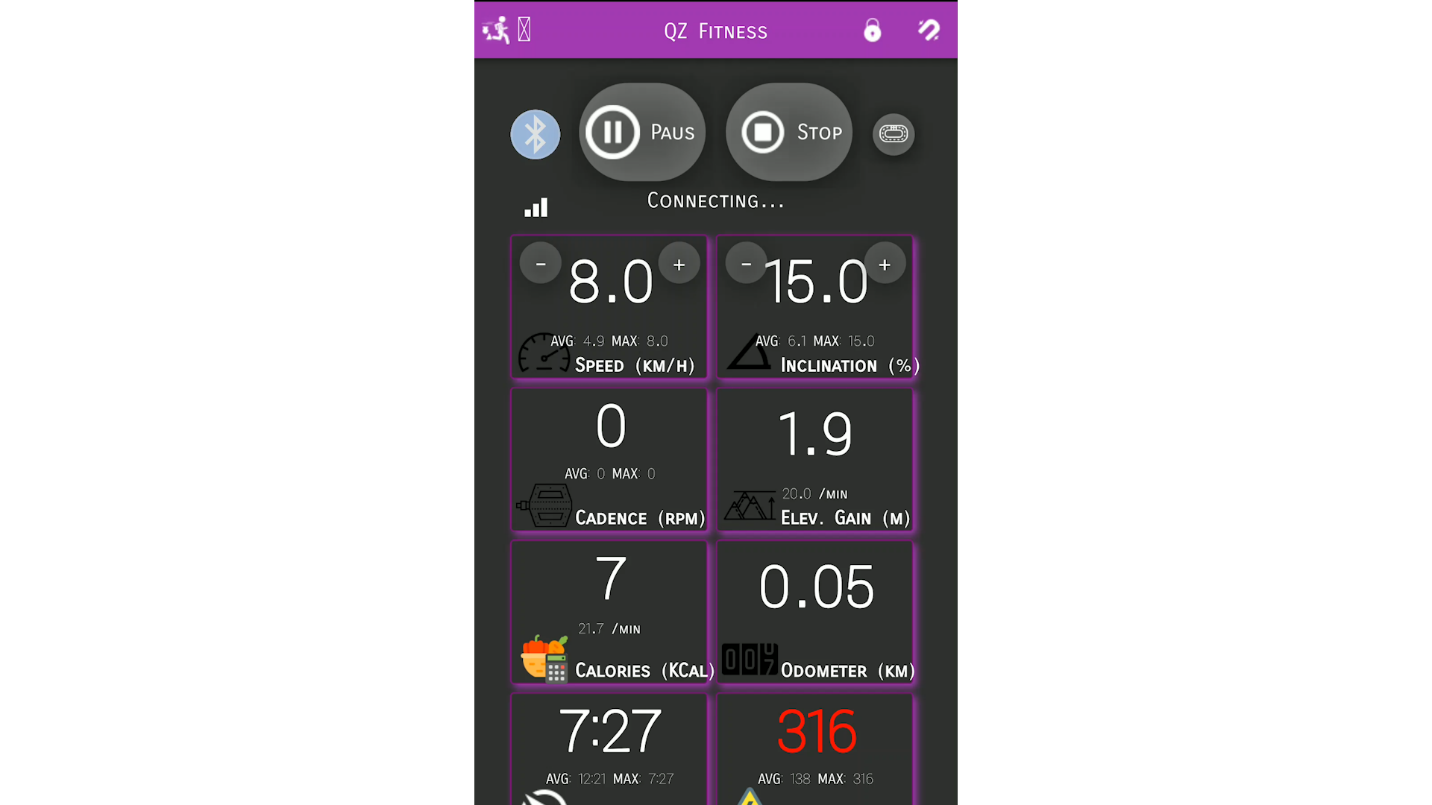 QZ Fitness
Paus
Stop
Connecting...
- 8.0 +
- 15.0 +
AVG: 4.9 MAX: 8.0
AVG: 6.1 MAX: 15.0
Speed (km/h)
Inclination (%)
0
1.9
AVG: 0 MAX: 0
20.0 /min
Cadence (rpm)
Elev. Gain (m)
7
0.05
21.7 /min
Calories (KCal)
Odometer (km)
7:27
316
AVG: 12:21 MAX: 7:27
AVG: 138 MAX: 316